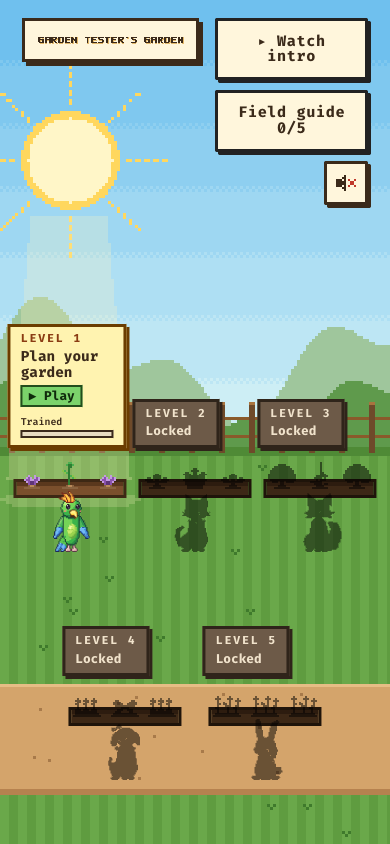 GARDEN TESTER'S GARDEN
▸ Watch
intro
Field guide
0/5
LEVEL 1
Plan your
garden
▶ Play
Trained
LEVEL 2
Locked
LEVEL 3
Locked
LEVEL 4
Locked
LEVEL 5
Locked